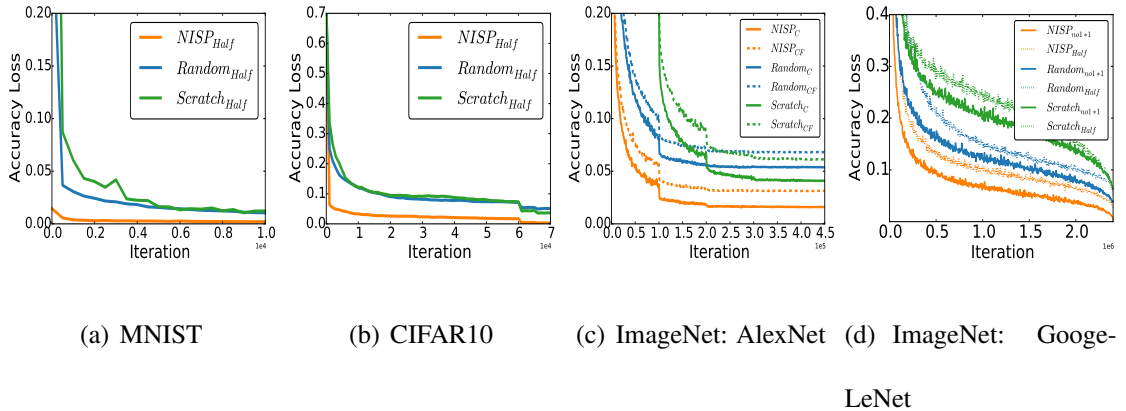 Accuracy Loss
0.20
0.15
0.10
0.05
0.00
NISP_Half
Random_Half
Scratch_Half
0.0 0.2 0.4 0.6 0.8 1.0
1e4
Iteration
Accuracy Loss
0.7
0.6
0.5
0.4
0.3
0.2
0.1
0.0
NISP_Half
Random_Half
Scratch_Half
0 1 2 3 4 5 6 7
1e4
Iteration
Accuracy Loss
0.20
0.15
0.10
0.05
0.00
NISP_C
NISP_CF
Random_C
Random_CF
Scratch_C
Scratch_CF
0.0 0.5 1.0 1.5 2.0 2.5 3.0 3.5 4.0 4.5
1e5
Iteration
Accuracy Loss
0.4
0.3
0.2
0.1
NISP_no1*1
NISP_Half
Random_no1*1
Random_Half
Scratch_no1*1
Scratch_Half
0.0 0.5 1.0 1.5 2.0
1e6
Iteration
(a) MNIST
(b) CIFAR10
(c) ImageNet: AlexNet
(d) ImageNet: Googe-
LeNet